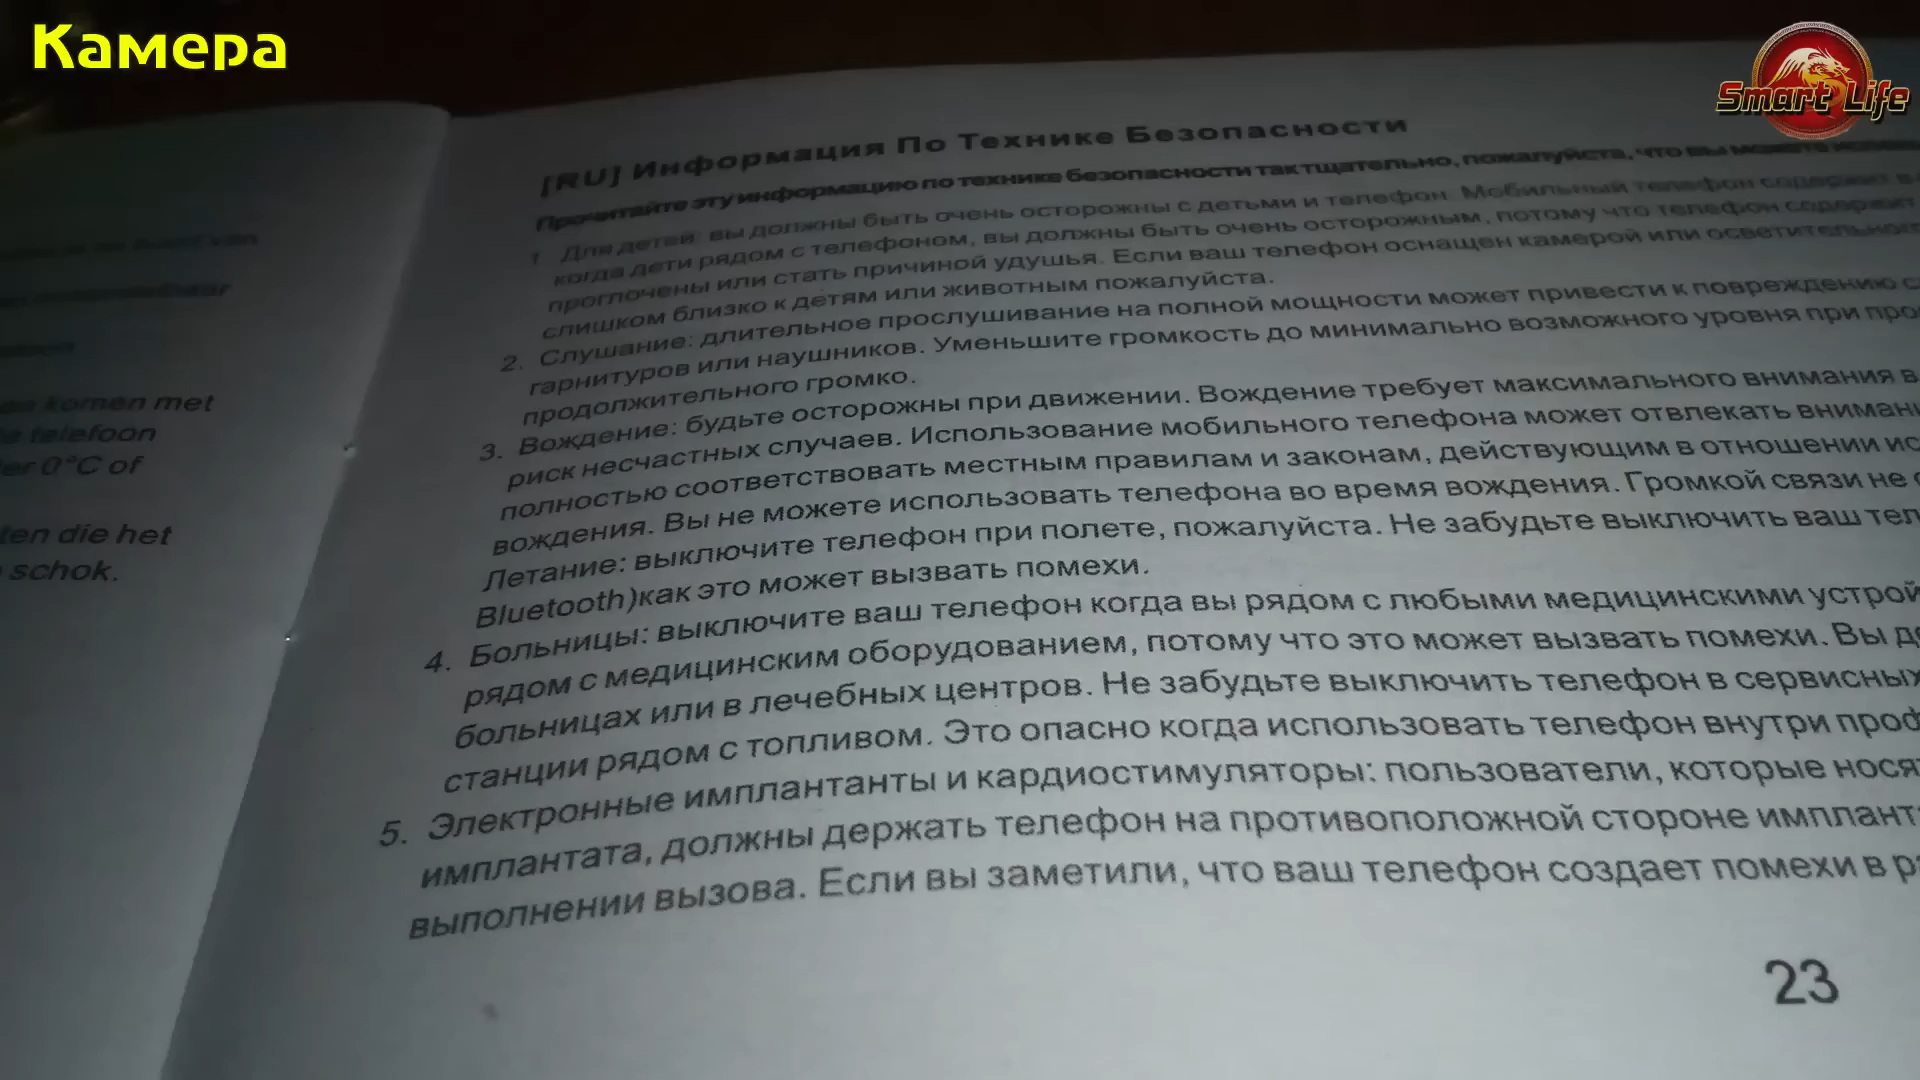 Камера
Smart Life
[RU] Информация По Технике Безопасности
Прочитайте эту информацию по технике безопасности так тщательно, пожалуйста, что вы можете
1 Для детей: вы должны быть очень осторожны с детьми и телефон. Мобильный телефон содержит
когда дети рядом с телефоном, вы должны быть очень осторожным, потому что телефон содержит
проглочены или стать причиной удушья. Если ваш телефон оснащен камерой или
слишком близко к детям или животным пожалуйста.
2. Слушание: длительное прослушивание на полной мощности может привести к повреждению
гарнитуров или наушников. Уменьшите громкость до минимально возможного уровня при
продолжительного громко.
3. Вождение: будьте осторожны при движении. Вождение требует максимального внимания
риск несчастных случаев. Использование мобильного телефона может отвлекать
полностью соответствовать местным правилам и законам, действующим в отношении
вождения. Вы не можете использовать телефона во время вождения. Громкой связи не
Летание: выключите телефон при полете, пожалуйста. Не забудьте выключить ваш
Bluetooth)как это может вызвать помехи.
4. Больницы: выключите ваш телефон когда вы рядом с любыми медицинскими
рядом с медицинским оборудованием, потому что это может вызвать помехи. Вы
больницах или в лечебных центров. Не забудьте выключить телефон в сервисных
станции рядом с топливом. Это опасно когда использовать телефон внутри
5. Электронные имплантанты и кардиостимуляторы: пользователи, которые
имплантата, должны держать телефон на противоположной стороне
выполнении вызова. Если вы заметили, что ваш телефон создает помехи в
23
komen met
telefoon
0°C of
die het
schok.